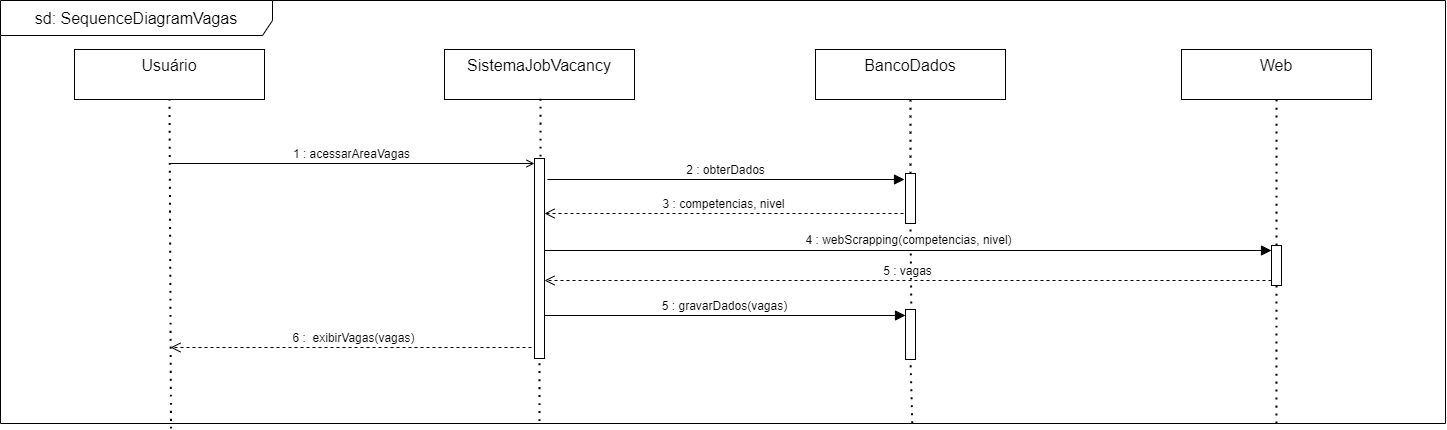 sd: SequenceDiagramVagas
Usuário
SistemaJobVacancy
BancoDados
Web
1 : acessarAreaVagas
2 : obterDados
3 : competencias, nivel
4 : webScrapping(competencias, nivel)
5 : vagas
5 : gravarDados(vagas)
6 : exibirVagas(vagas)